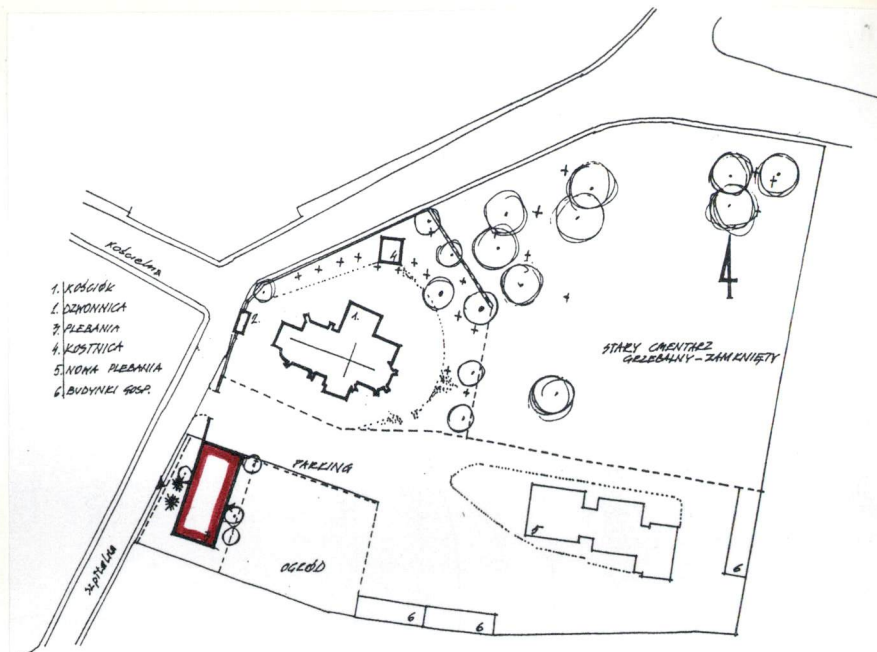 Kościelna
1. KOŚCIÓŁ
2. DZWONNICA
3. PLEBANIA
4. KOSTNICA
5. NOWA PLEBANIA
6. BUDYNKI GOSP.
4
2.
1.
STARY CMENTARZ
GRZEBALNY-ZAMKNIĘTY
PARKING
5
OGRÓD
6
6
6
Szpitalna